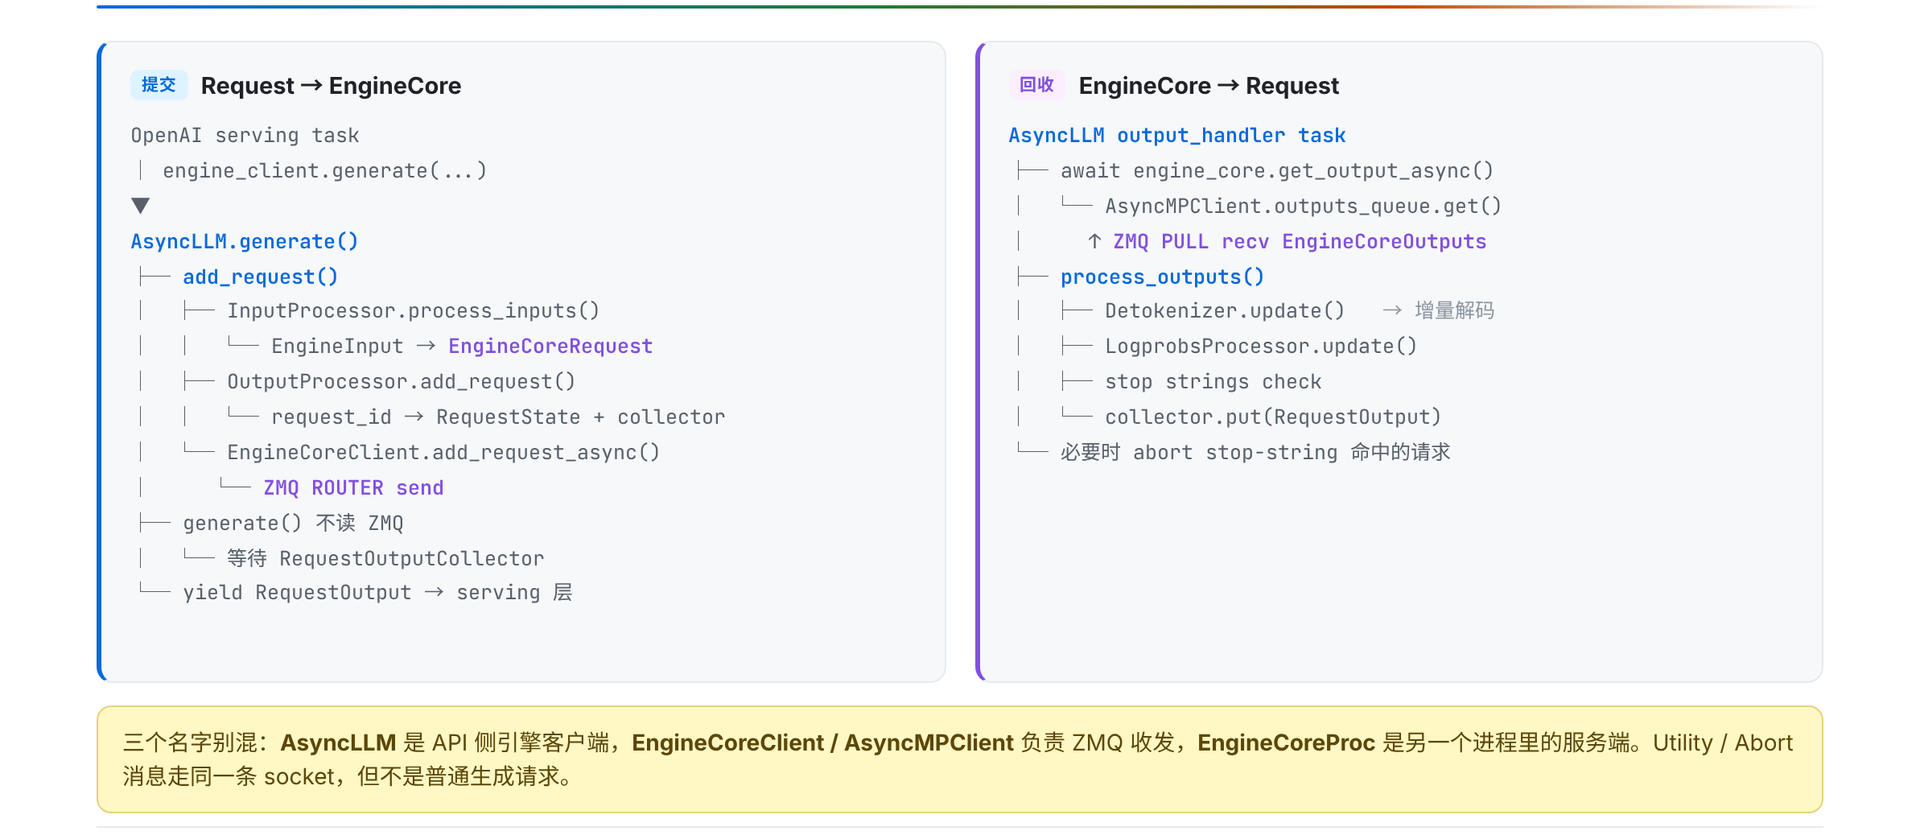 提交 Request → EngineCore
OpenAI serving task
│ engine_client.generate(...)
▼
AsyncLLM.generate()
├── add_request()
│   ├── InputProcessor.process_inputs()
│   │   └── EngineInput → EngineCoreRequest
│   ├── OutputProcessor.add_request()
│   │   └── request_id → RequestState + collector
│   └── EngineCoreClient.add_request_async()
│       └── ZMQ ROUTER send
├── generate() 不读 ZMQ
│   └── 等待 RequestOutputCollector
└── yield RequestOutput → serving 层
回收 EngineCore → Request
AsyncLLM output_handler task
├── await engine_core.get_output_async()
│   └── AsyncMPClient.outputs_queue.get()
│     ↑ ZMQ PULL recv EngineCoreOutputs
├── process_outputs()
│   ├── Detokenizer.update()   → 增量解码
│   ├── LogprobsProcessor.update()
│   ├── stop strings check
│   └── collector.put(RequestOutput)
└── 必要时 abort stop-string 命中的请求
三个名字别混：AsyncLLM 是 API 侧引擎客户端，EngineCoreClient / AsyncMPClient 负责 ZMQ 收发，EngineCoreProc 是另一个进程里的服务端。Utility / Abort
消息走同一条 socket，但不是普通生成请求。